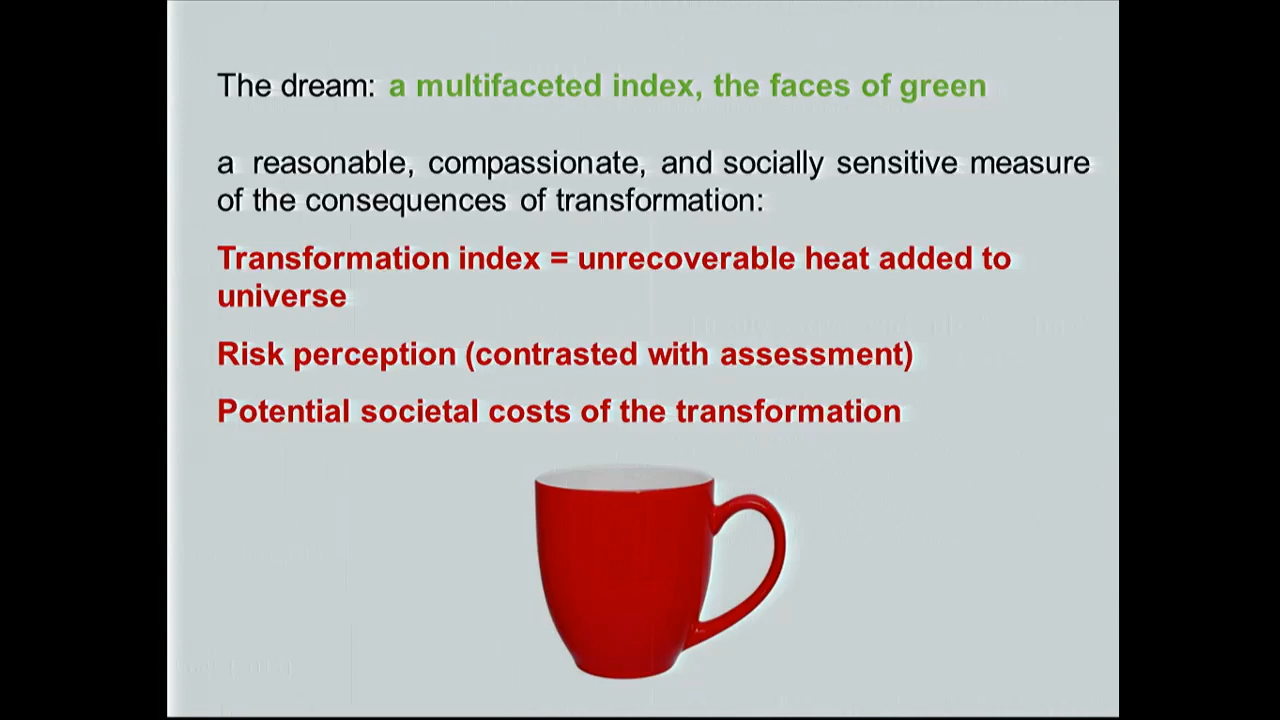 The dream: a multifaceted index, the faces of green
a reasonable, compassionate, and socially sensitive measure
of the consequences of transformation:
Transformation index = unrecoverable heat added to
universe
Risk perception (contrasted with assessment)
Potential societal costs of the transformation